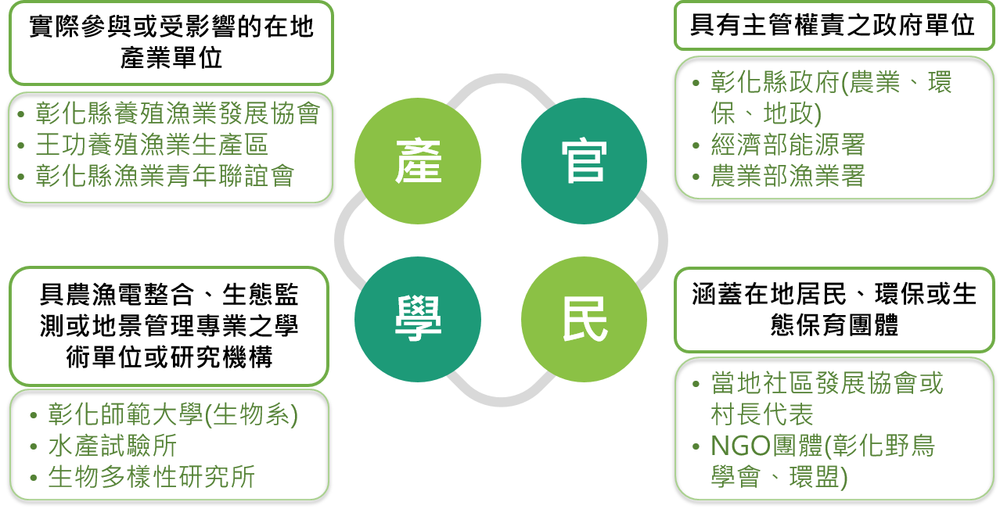 實際參與或受影響的在地
產業單位
• 彰化縣養殖漁業發展協會
• 王功養殖漁業生產區
• 彰化縣漁業青年聯誼會
具有主管權責之政府單位
• 彰化縣政府(農業、環
保、地政)
• 經濟部能源署
• 農業部漁業署
產
官
學
民
具農漁電整合、生態監
測或地景管理專業之學
術單位或研究機構
• 彰化師範大學(生物系)
• 水產試驗所
• 生物多樣性研究所
涵蓋在地居民、環保或生
態保育團體
• 當地社區發展協會或
村長代表
• NGO團體(彰化野鳥
學會、環盟)